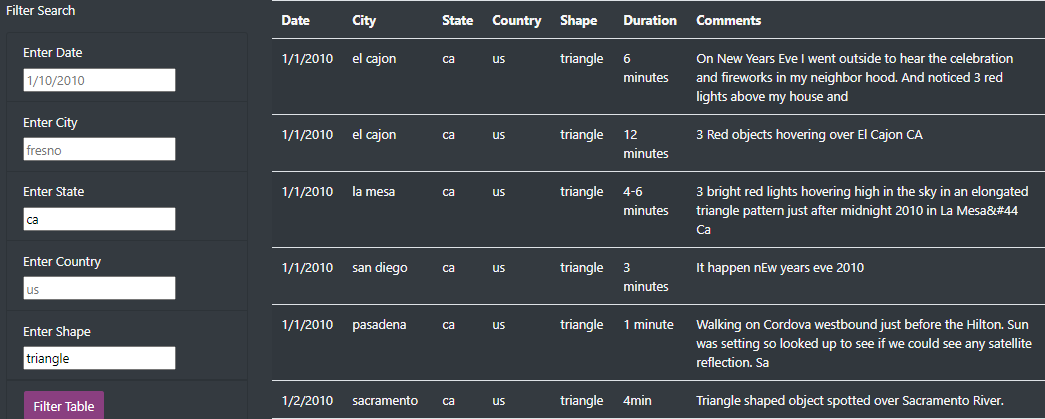 Filter Search
Enter Date
1/10/2010
Enter City
fresno
Enter State
ca
Enter Country
us
Enter Shape
triangle
Filter Table
Date City State Country Shape Duration Comments
1/1/2010 el cajon ca us triangle 6 On New Years Eve I went outside to hear the celebration
minutes and fireworks in my neighbor hood. And noticed 3 red
lights above my house and
1/1/2010 el cajon ca us triangle 12 3 Red objects hovering over El Cajon CA
minutes
1/1/2010 la mesa ca us triangle 4-6 3 bright red lights hovering high in the sky in an elongated
minutes triangle pattern just after midnight 2010 in La Mesa&#44
Ca
1/1/2010 san diego ca us triangle 3 It happen nEw years eve 2010
minutes
1/1/2010 pasadena ca us triangle 1 minute Walking on Cordova westbound just before the Hilton. Sun
was setting so looked up to see if we could see any satellite
reflection. Sa
1/2/2010 sacramento ca us triangle 4min Triangle shaped object spotted over Sacramento River.